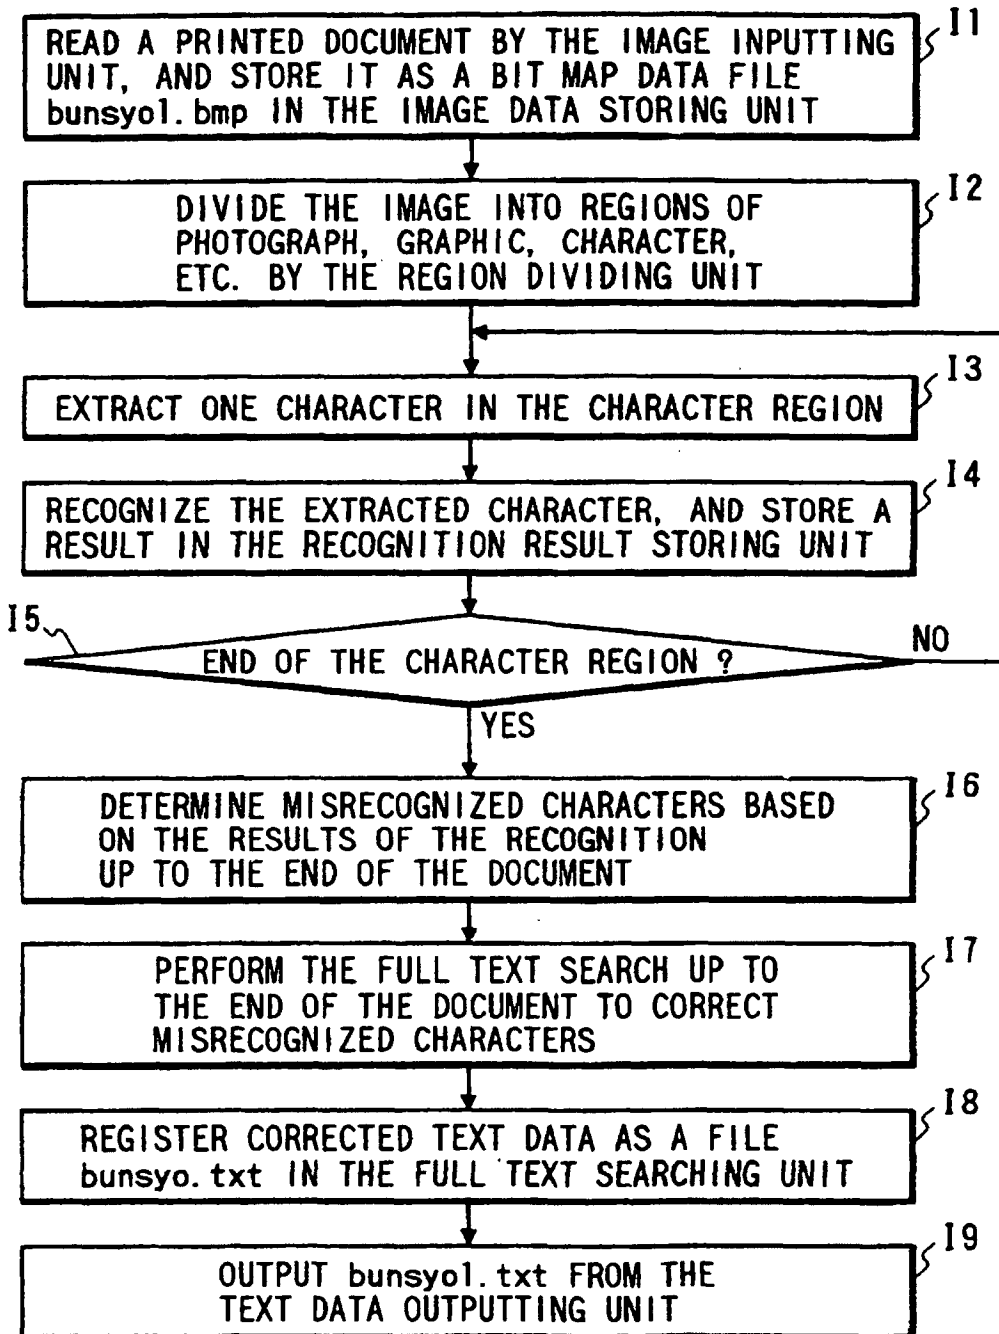 I1
READ A PRINTED DOCUMENT BY THE IMAGE INPUTTING
UNIT, AND STORE IT AS A BIT MAP DATA FILE
bunsyo1.bmp IN THE IMAGE DATA STORING UNIT
I2
DIVIDE THE IMAGE INTO REGIONS OF
PHOTOGRAPH, GRAPHIC, CHARACTER,
ETC. BY THE REGION DIVIDING UNIT
I3
EXTRACT ONE CHARACTER IN THE CHARACTER REGION
I4
RECOGNIZE THE EXTRACTED CHARACTER, AND STORE A
RESULT IN THE RECOGNITION RESULT STORING UNIT
I5
END OF THE CHARACTER REGION ?
NO
YES
I6
DETERMINE MISRECOGNIZED CHARACTERS BASED
ON THE RESULTS OF THE RECOGNITION
UP TO THE END OF THE DOCUMENT
I7
PERFORM THE FULL TEXT SEARCH UP TO
THE END OF THE DOCUMENT TO CORRECT
MISRECOGNIZED CHARACTERS
I8
REGISTER CORRECTED TEXT DATA AS A FILE
bunsyo.txt IN THE FULL TEXT SEARCHING UNIT
I9
OUTPUT bunsyo1.txt FROM THE
TEXT DATA OUTPUTTING UNIT